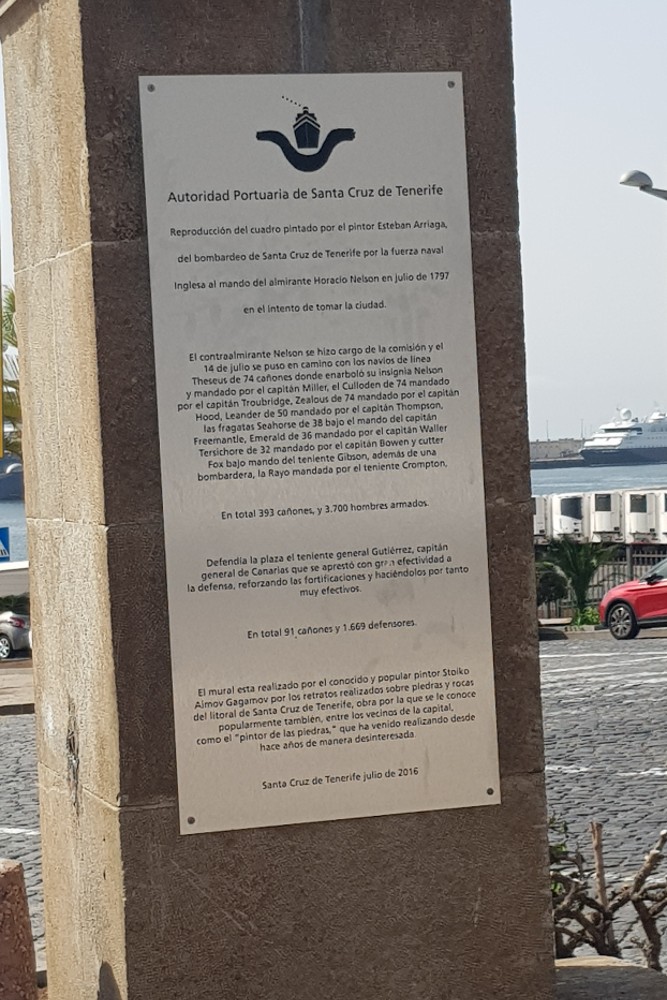 Autoridad Portuaria de Santa Cruz de Tenerife
Reproducción del cuadro pintado por el pintor Esteban Arriaga,
del bombardeo de Santa Cruz de Tenerife por la fuerza naval
Inglesa al mando del almirante Horacio Nelson en julio de 1797
en el intento de tomar la ciudad.
El contraalmirante Nelson se hizo cargo de la comisión y el
14 de julio se puso en camino con los navios de línea
Theseus de 74 cañones donde enarboló su insignia Nelson
y mandado por el capitán Miller, el Culloden de 74 mandado
por el capitán Troubridge, Zealous de 74 mandado por el capitán
Hood, Leander de 50 mandado por el capitán Thompson,
las fragatas Seahorse de 38 bajo el mando del capitán
Freemantle, Emerald de 36 mandado por el capitán Waller
Tersichore de 32 mandado por el capitán Bowen y cutter
Fox bajo mando del teniente Gibson, además de una
bombardera, la Rayo mandada por el teniente Crompton,
En total 393 cañones, y 3.700 hombres armados.
Defendía la plaza el teniente general Gutiérrez, capitán
general de Canarias que se aprestó con gran efectividad a
la defensa, reforzando las fortificaciones y haciéndolos por tanto
muy efectivos.
En total 91 cañones y 1.669 defensores.
El mural esta realizado por el conocido y popular pintor Stoiko
Aimov Gagamov por los retratos realizados sobre piedras y rocas
del litoral de Santa Cruz de Tenerife, obra por la que se le conoce
popularmente también, entre los vecinos de la capital,
como el "pintor de las piedras," que ha venido realizando desde
hace años de manera desinteresada.
Santa Cruz de Tenerife julio de 2016